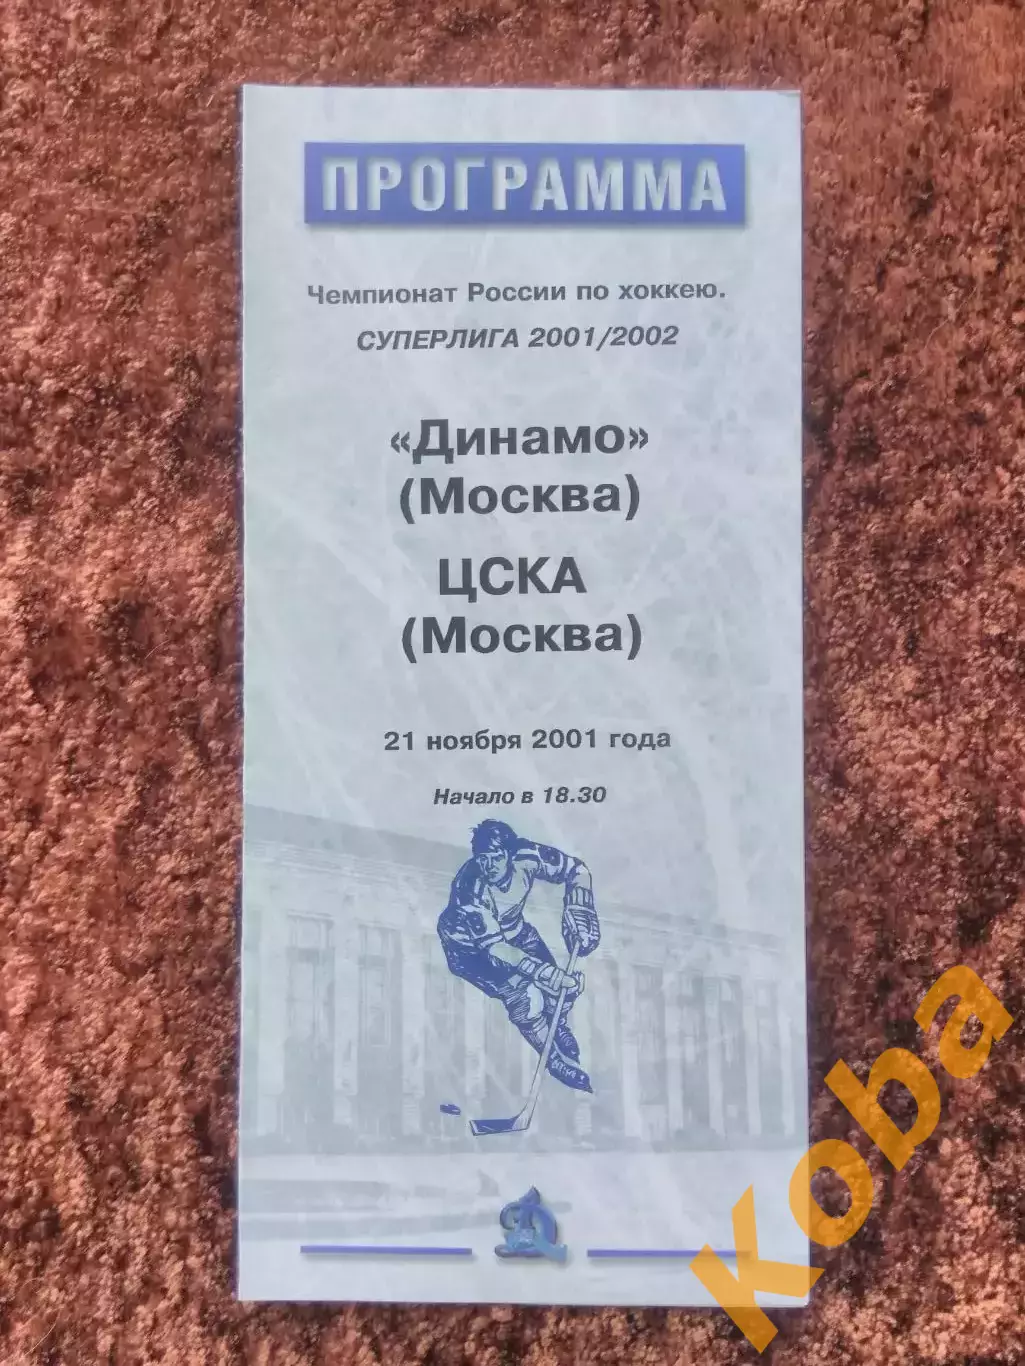 ПРОГРАММА
Чемпионат России по хоккею.
СУПЕРЛИГА 2001/2002
«Динамо»
(Москва)
ЦСКА
(Москва)
21 ноября 2001 года
Начало в 18.30
Koba